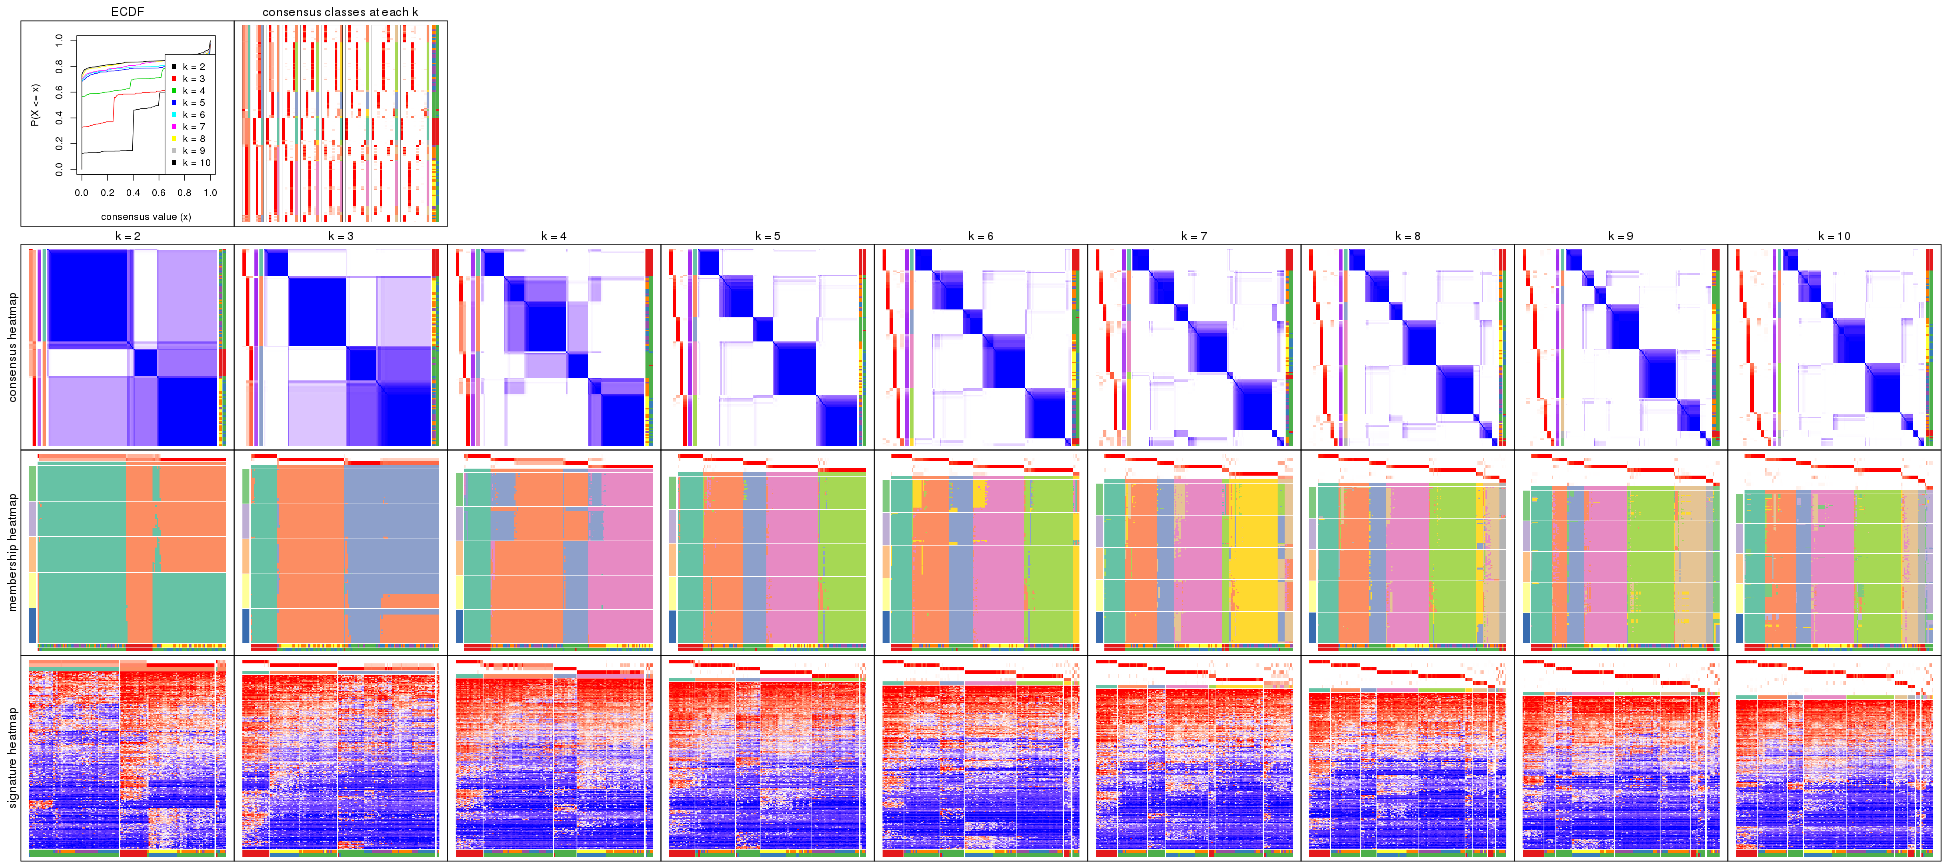 ECDF
consensus classes at each k
P(X <= x)
0.0
0.2
0.4
0.6
0.8
1.0
k = 2
k = 3
k = 4
k = 5
k = 6
k = 7
k = 8
k = 9
k = 10
0.0 0.2 0.4 0.6 0.8 1.0
consensus value (x)
k = 2 k = 3 k = 4 k = 5 k = 6 k = 7 k = 8 k = 9 k = 10
consensus heatmap
membership heatmap
signature heatmap